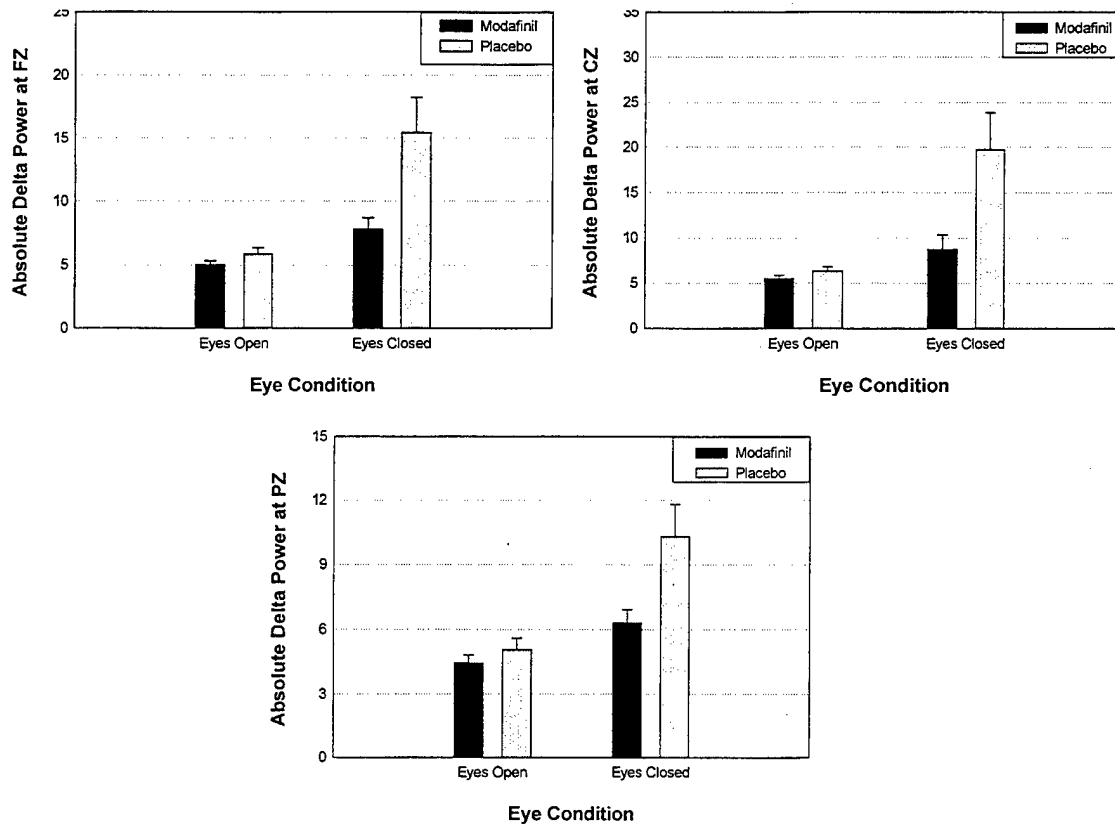 Absolute Delta Power at FZ
25
20
15
10
5
0
Modafinil
Placebo
Eyes Open Eyes Closed
Eye Condition
Absolute Delta Power at CZ
35
30
25
20
15
10
5
0
Modafinil
Placebo
Eyes Open Eyes Closed
Eye Condition
Absolute Delta Power at PZ
15
12
9
6
3
0
Modafinil
Placebo
Eyes Open Eyes Closed
Eye Condition